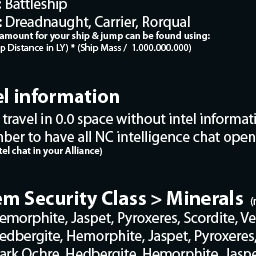 : Battleship
: Dreadnaught, Carrier, Rorqual
amount for your ship & jump can be found using:
p Distance in LY) * (Ship Mass / 1.000.000.000)
el information
travel in 0.0 space without intel informati
nber to have all NC intelligence chat open
tel chat in your Alliance)
em Security Class > Minerals
emorphite, Jaspet, Pyroxeres, Scordite, Ve
edbergite, Hemorphite, Jaspet, Pyroxeres,
ark Ochre, Hedbergite, Hemorphite, Jaspe